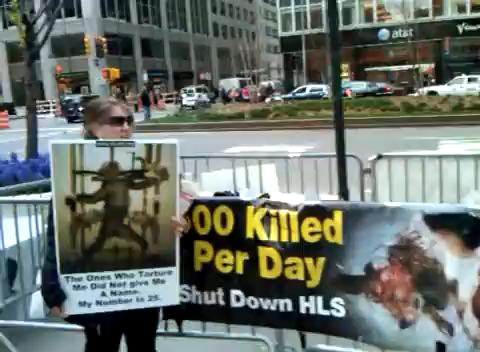 at&t
The Ones Who Torture
Me Did Not give Me
A Name.
My Number is 25.
00 Killed
Per Day
Shut Down HLS